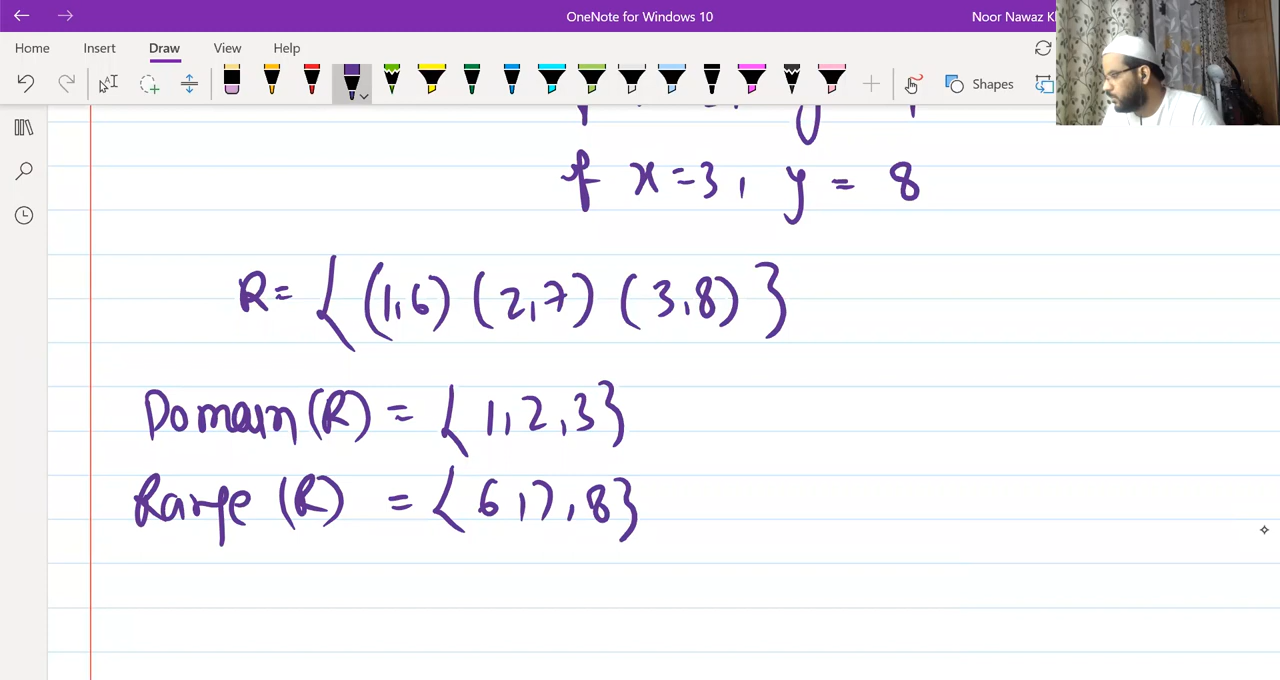 OneNote for Windows 10
Noor Nawaz K
Home Insert Draw View Help
Shapes
if x=3, y = 8
R= {(1,6) (2,7) (3,8)}
Domain(R) = {1,2,3}
Range (R) = {6,7,8}